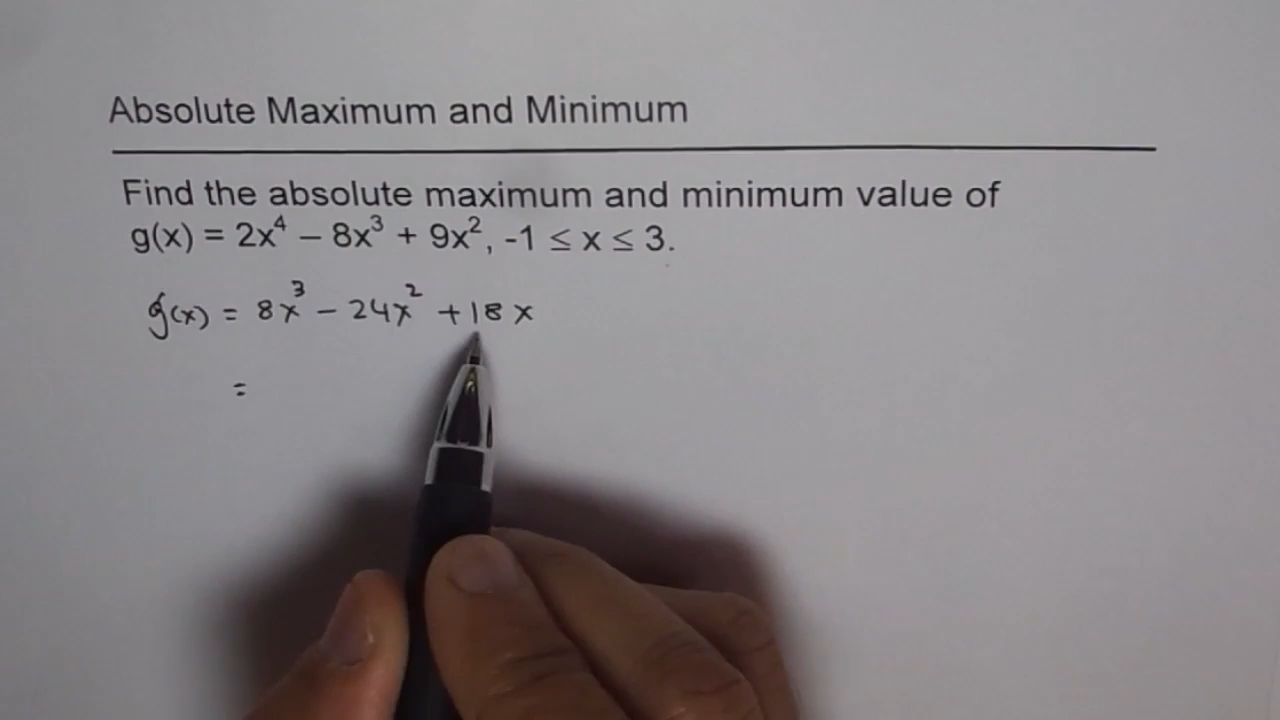 Absolute Maximum and Minimum
Find the absolute maximum and minimum value of
g(x) = 2x⁴ – 8x³ + 9x², -1 ≤ x ≤ 3.
g'(x) = 8x³ – 24x² + 18x
=